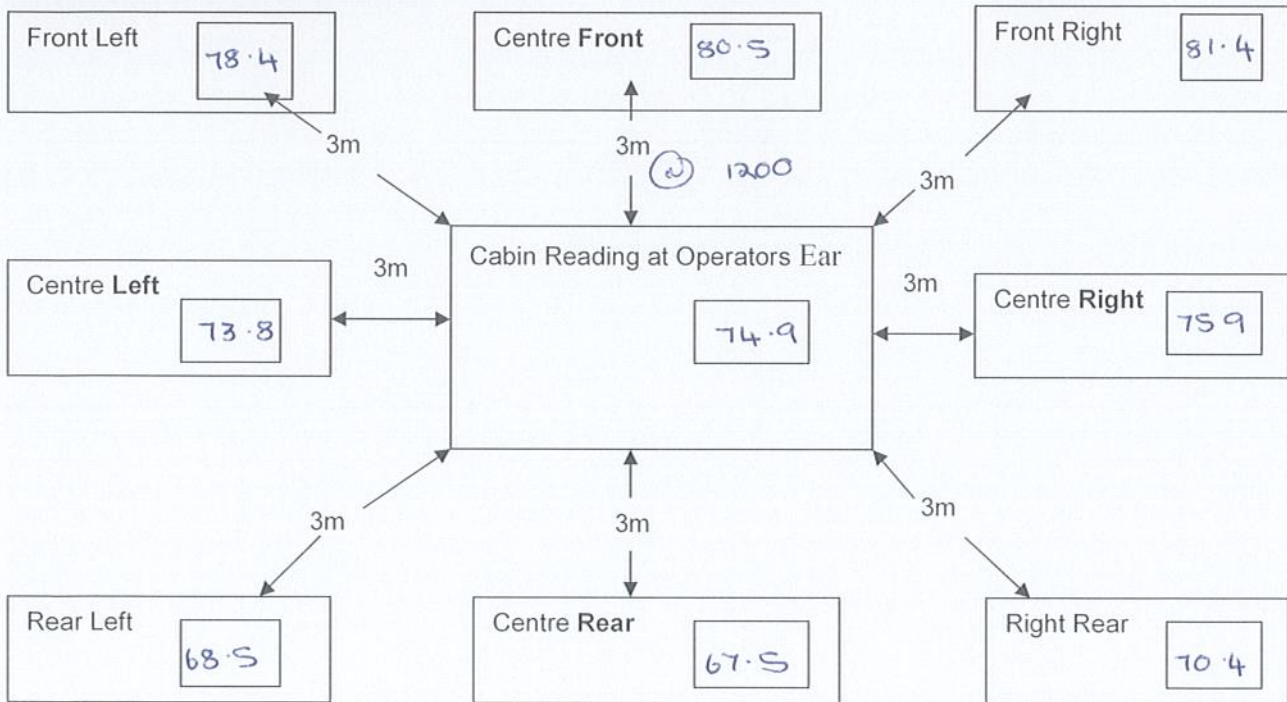 Front Left
78.4
Centre Front
80.5
Front Right
81.4
3m
3m
@ 1200
3m
Centre Left
73.8
3m
Cabin Reading at Operators Ear
74.9
3m
Centre Right
75 9
3m
3m
3m
Rear Left
68.5
Centre Rear
67.5
Right Rear
70.4